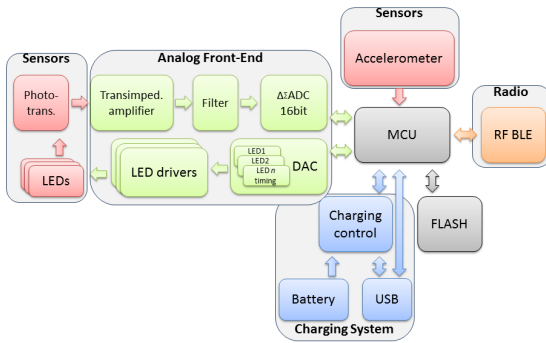 Sensors
Analog Front-End
Sensors
Radio
Photo-
trans.
Transimped.
amplifier
Filter
ΔΣADC
16bit
Accelerometer
MCU
RF BLE
LEDs
LED drivers
LED1
LED2
LED n
timing
DAC
Charging
control
FLASH
Battery
USB
Charging System